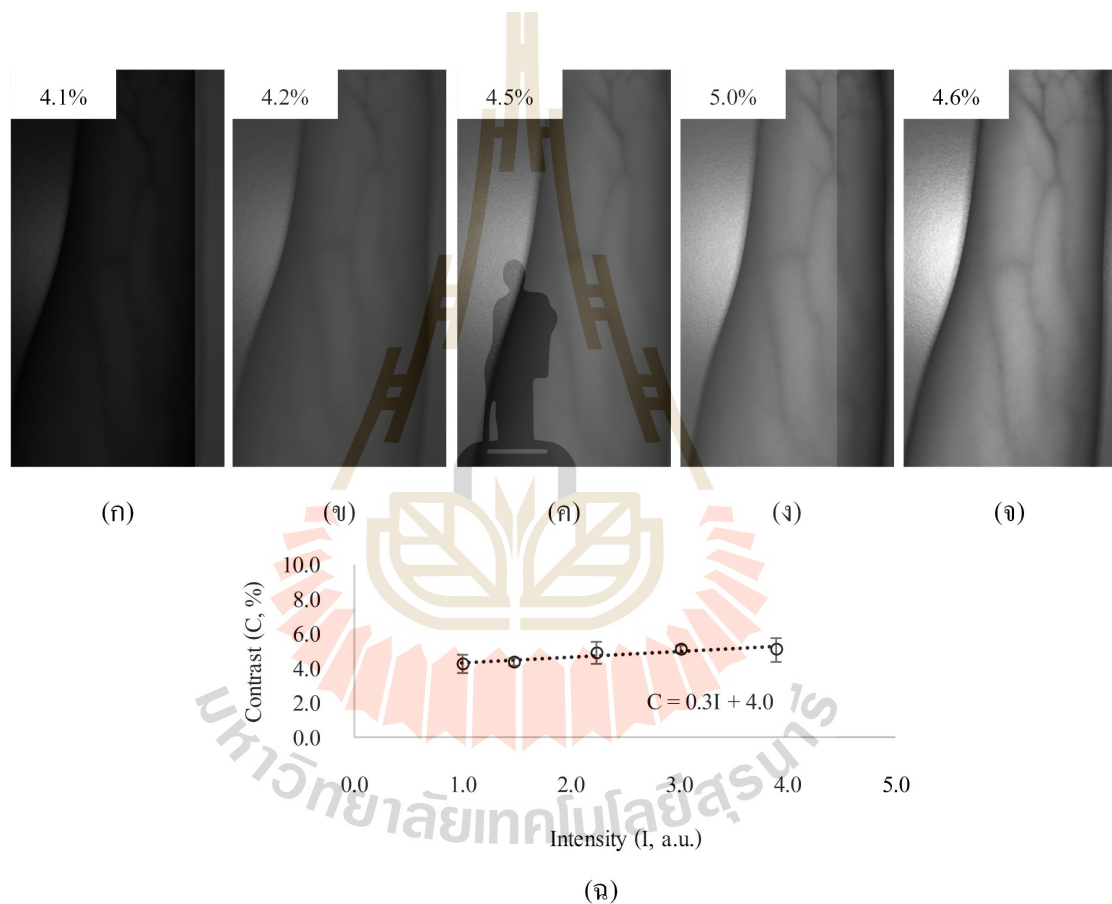 4.1% 4.2% 4.5% 5.0% 4.6%
(ก) (ข) (ค) (ง) (จ)
10.0
8.0
6.0
4.0
2.0
0.0
Contrast (C, %)
C = 0.3I + 4.0
0.0 1.0 2.0 3.0 4.0 5.0
Intensity (I, a.u.)
(ฉ)
มหาวิทยาลัยเทคโนโลยีสุรนารี